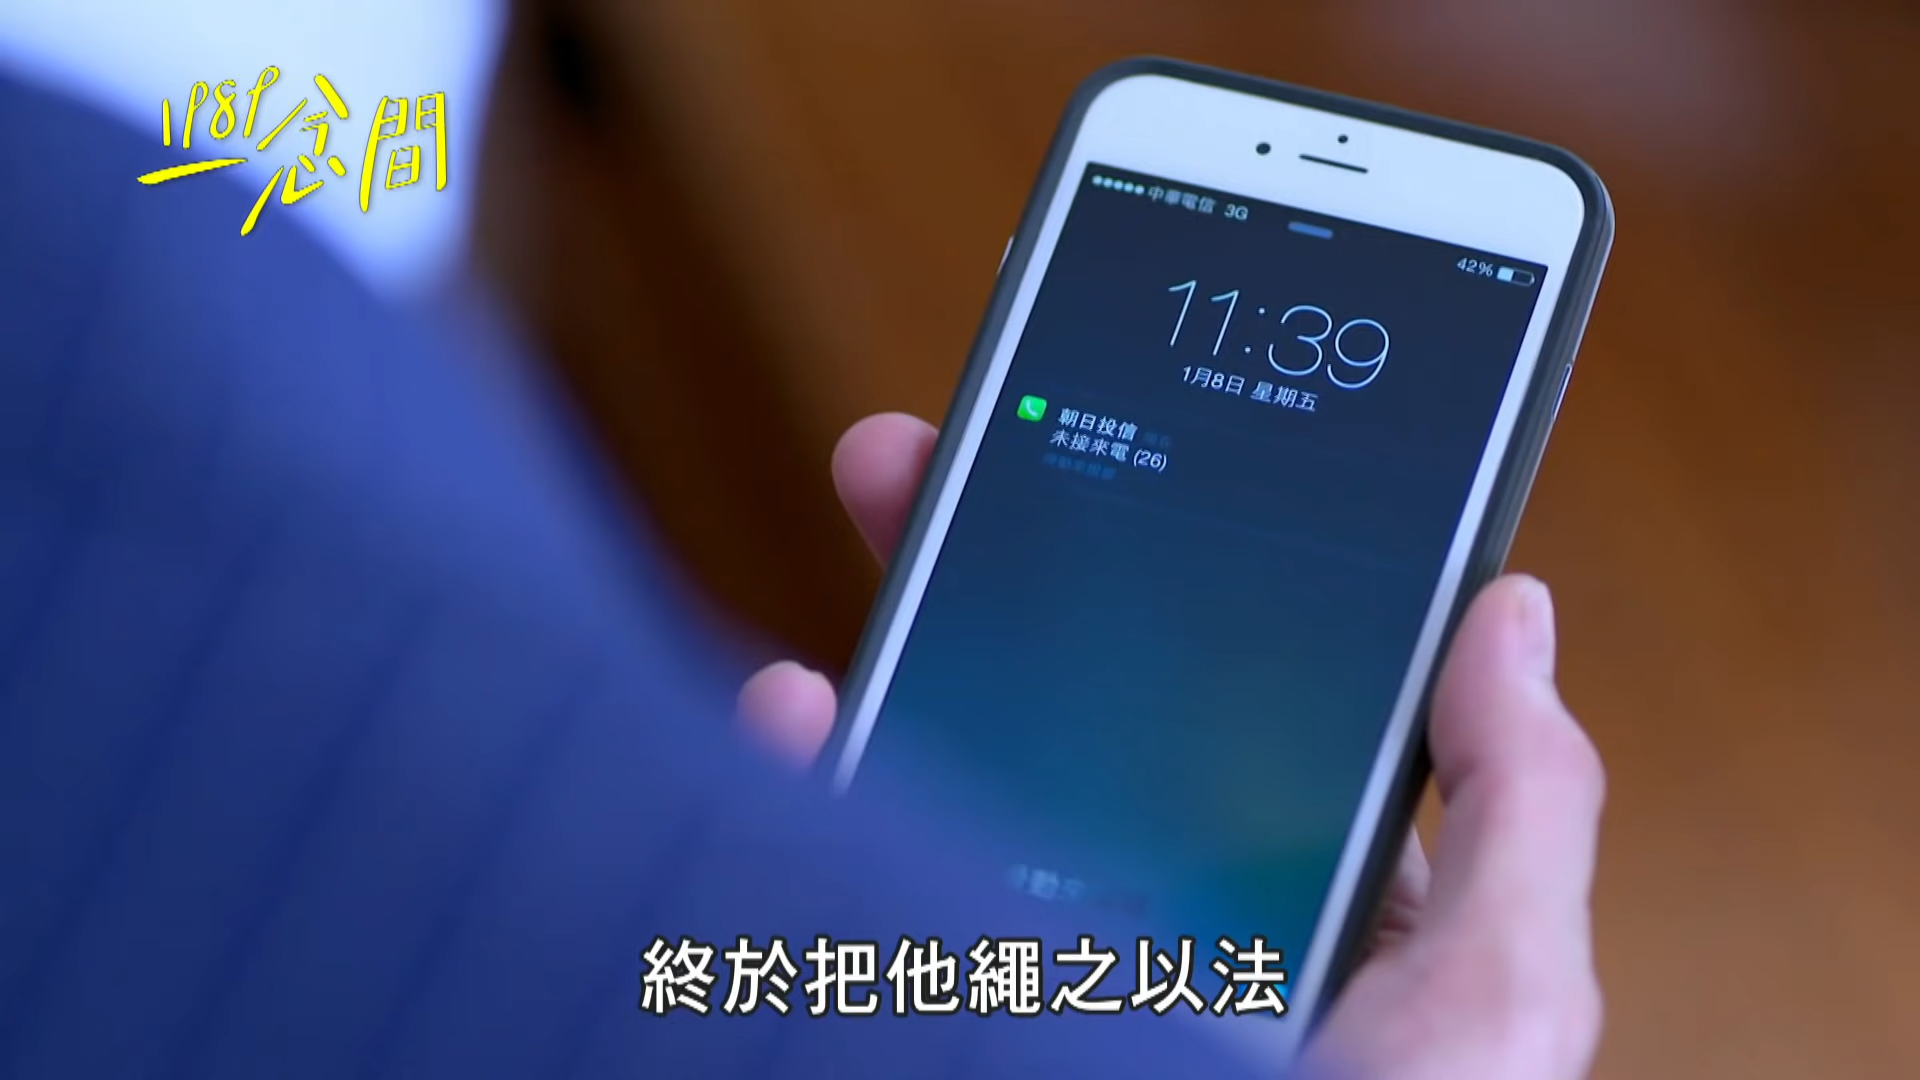 1989
一念間
中華電信 3G
42%
11:39
1月8日 星期五
朝日投信
未接來電 (26)
終於把他繩之以法